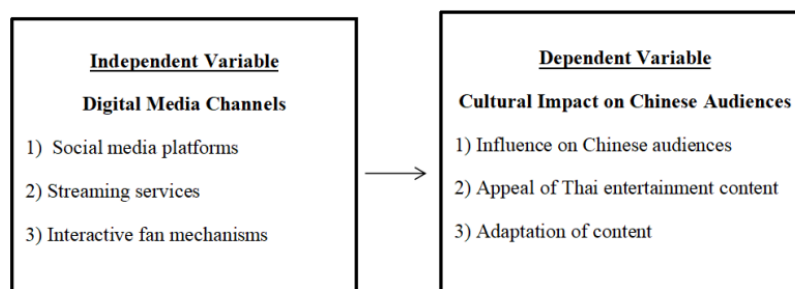 Independent Variable
Digital Media Channels
1) Social media platforms
2) Streaming services
3) Interactive fan mechanisms
Dependent Variable
Cultural Impact on Chinese Audiences
1) Influence on Chinese audiences
2) Appeal of Thai entertainment content
3) Adaptation of content